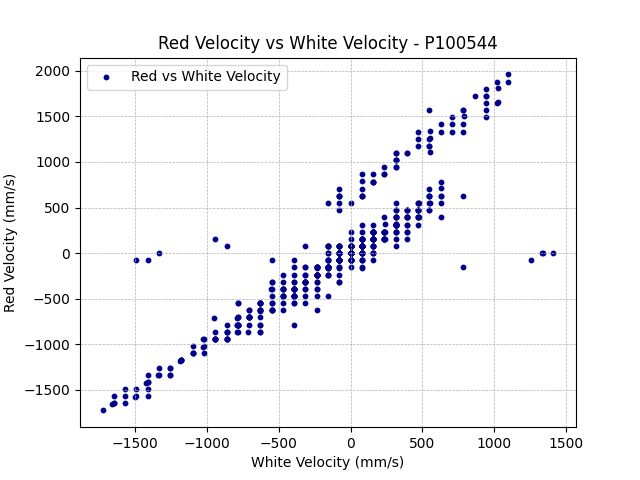 Red Velocity vs White Velocity - P100544
Red vs White Velocity
Red Velocity (mm/s)
2000
1500
1000
500
0
−500
−1000
−1500
−1500 −1000 −500 0 500 1000 1500
White Velocity (mm/s)